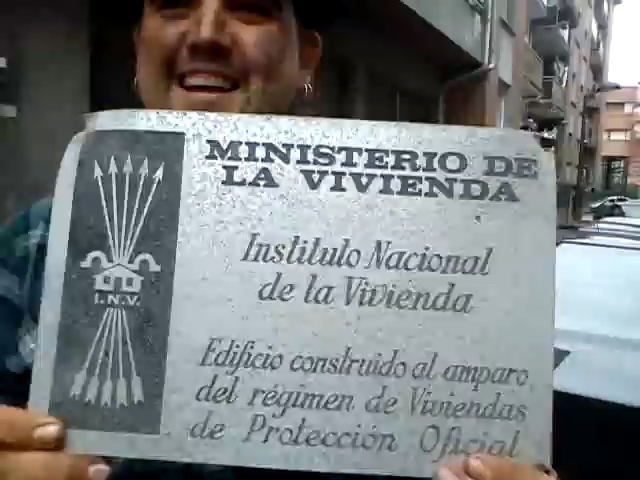 MINISTERIO DE
LA VIVIENDA
Instituto Nacional
de la Vivienda
I.N.V.
Edificio construido al amparo
del régimen de Viviendas
de Protección Oficial